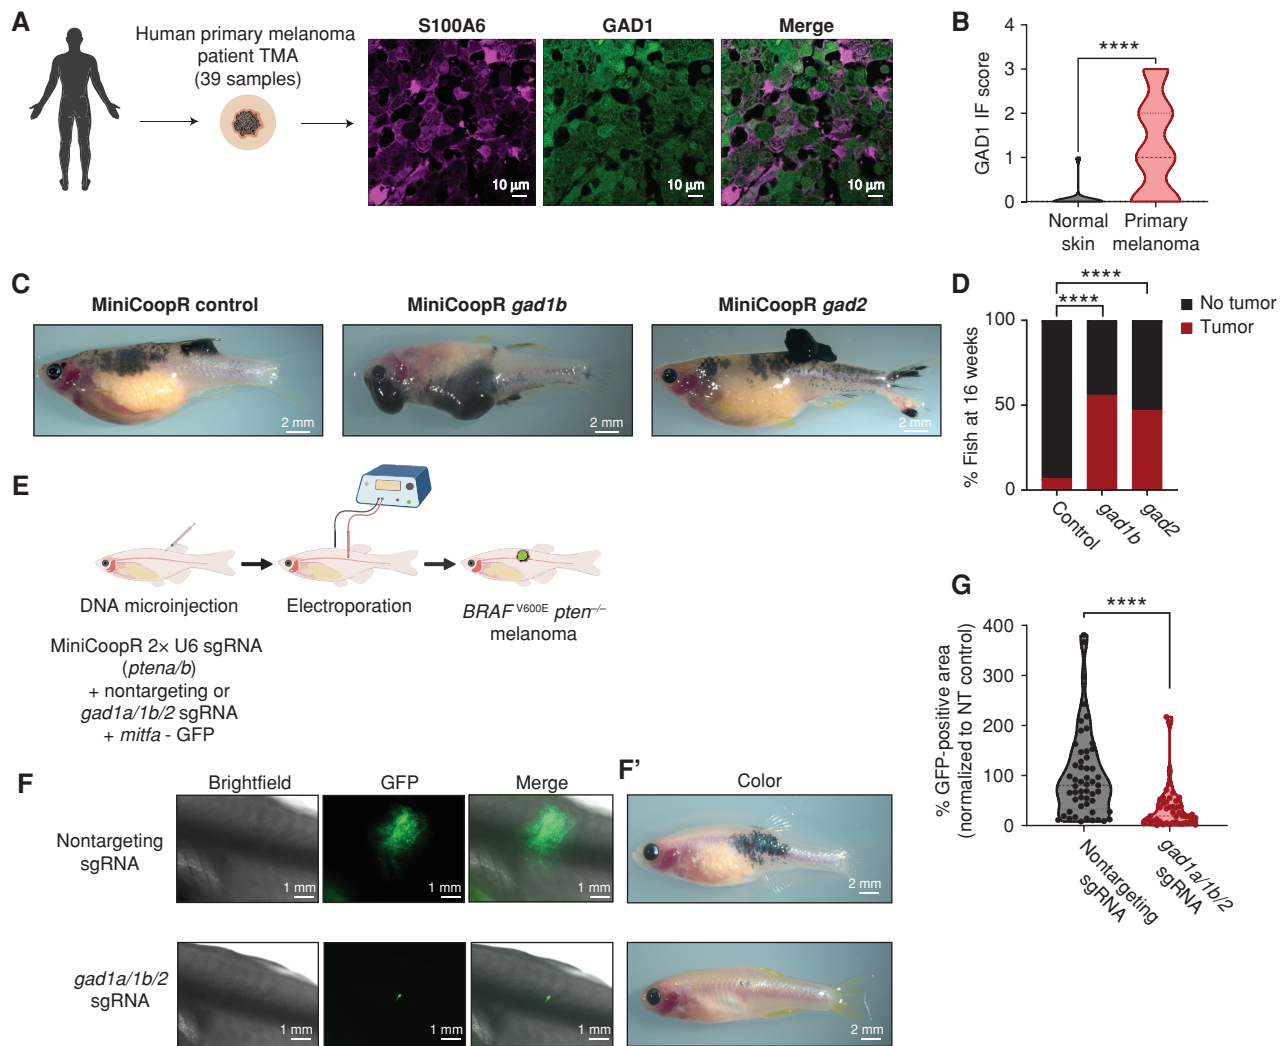 A
Human primary melanoma
patient TMA
(39 samples)
S100A6
GAD1
Merge
10 µm
10 µm
10 µm
B
GAD1 IF score
4
3
2
1
0
****
Normal
skin
Primary
melanoma
C
MiniCoopR control
MiniCoopR gad1b
MiniCoopR gad2
2 mm
2 mm
2 mm
D
****
****
No tumor
Tumor
% Fish at 16 weeks
100
50
0
Control
gad1b
gad2
E
DNA microinjection
Electroporation
BRAF V600E pten–/–
melanoma
MiniCoopR 2× U6 sgRNA
(ptena/b)
+ nontargeting or
gad1a/1b/2 sgRNA
+ mitfa - GFP
F
Brightfield
GFP
Merge
Nontargeting
sgRNA
1 mm
1 mm
1 mm
gad1a/1b/2
sgRNA
1 mm
1 mm
1 mm
F'
Color
2 mm
2 mm
G
****
% GFP-positive area
(normalized to NT control)
400
300
200
100
0
Nontargeting
sgRNA
gad1a/1b/2
sgRNA